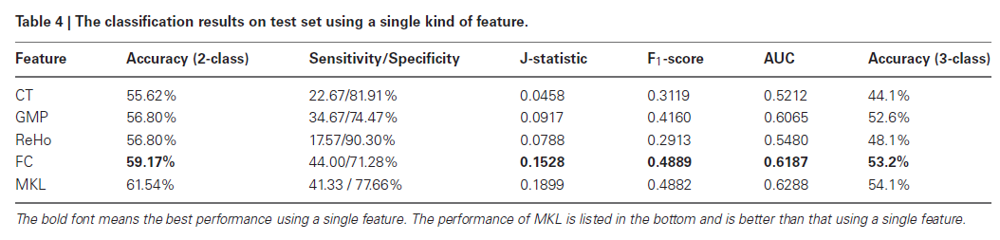 Table 4 | The classification results on test set using a single kind of feature.
Feature Accuracy (2-class) Sensitivity/Specificity J-statistic F1-score AUC Accuracy (3-class)
CT 55.62% 22.67/81.91% 0.0458 0.3119 0.5212 44.1%
GMP 56.80% 34.67/74.47% 0.0917 0.4160 0.6065 52.6%
ReHo 56.80% 17.57/90.30% 0.0788 0.2913 0.5480 48.1%
FC 59.17% 44.00/71.28% 0.1528 0.4889 0.6187 53.2%
MKL 61.54% 41.33 / 77.66% 0.1899 0.4882 0.6288 54.1%
The bold font means the best performance using a single feature. The performance of MKL is listed in the bottom and is better than that using a single feature.